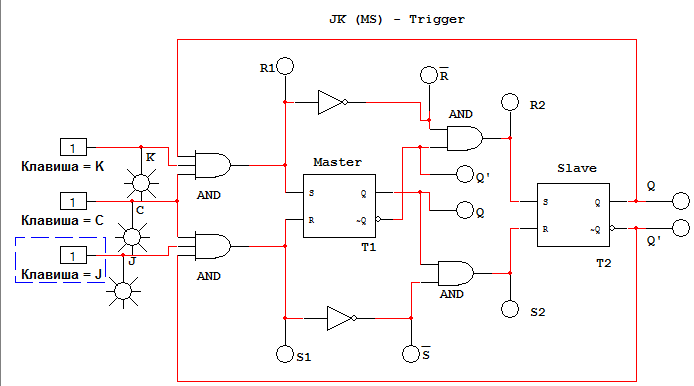 JK (MS) - Trigger
R1
R̅
R2
AND
1
K
Клавиша = K
AND
Master
S Q
R ~Q
T1
Q'
Q
Slave
S Q
R ~Q
T2
Q
Q'
1
C
Клавиша = C
1
J
Клавиша = J
AND
AND
S1
S̅
S2